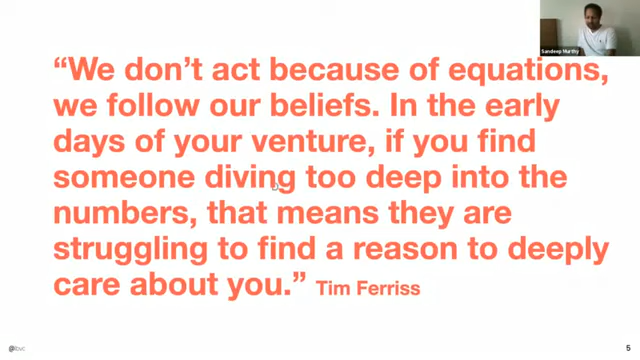 Sandeep Murthy
“We don’t act because of equations,
we follow our beliefs. In the early
days of your venture, if you find
someone diving too deep into the
numbers, that means they are
struggling to find a reason to deeply
care about you.” Tim Ferriss
@lbvc
5